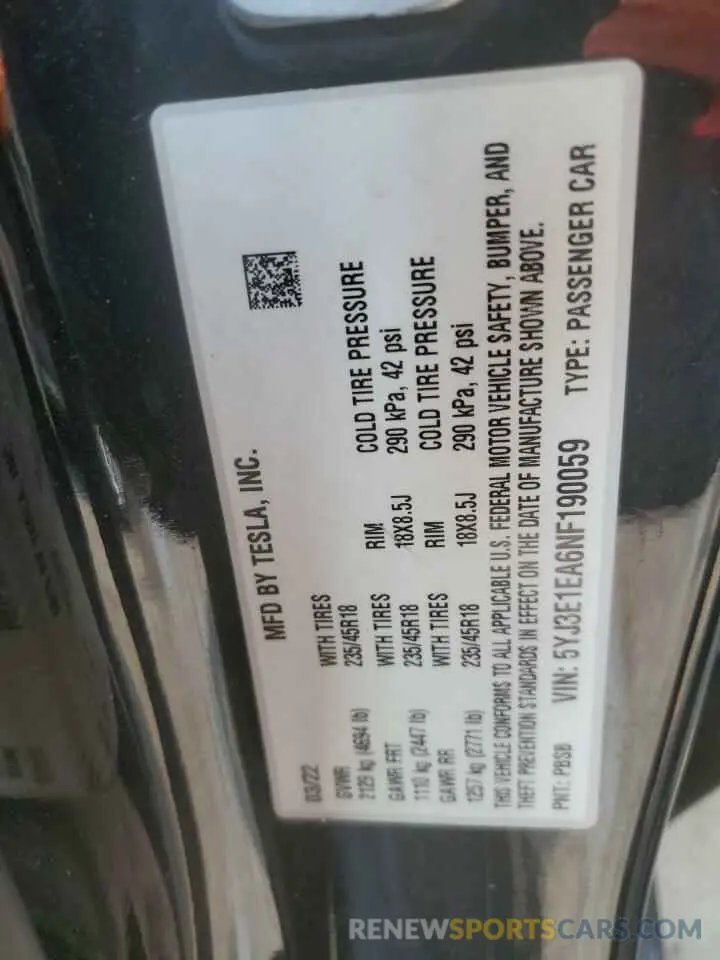 MFD BY TESLA, INC.
03/22
GVWR WITH TIRES
2129 kg (4694 lb) 235/45R18 COLD TIRE PRESSURE
GAWR FRT WITH TIRES RIM 290 kPa, 42 psi
1110 kg (2447 lb) 235/45R18 18X8.5J COLD TIRE PRESSURE
GAWR RR WITH TIRES RIM 290 kPa, 42 psi
1257 kg (2771 lb) 235/45R18 18X8.5J
THIS VEHICLE CONFORMS TO ALL APPLICABLE U.S. FEDERAL MOTOR VEHICLE SAFETY, BUMPER, AND
THEFT PREVENTION STANDARDS IN EFFECT ON THE DATE OF MANUFACTURE SHOWN ABOVE.
PNT: PBSB VIN: 5YJ3E1EA6NF190059 TYPE: PASSENGER CAR
RENEWSPORTSCARS.COM